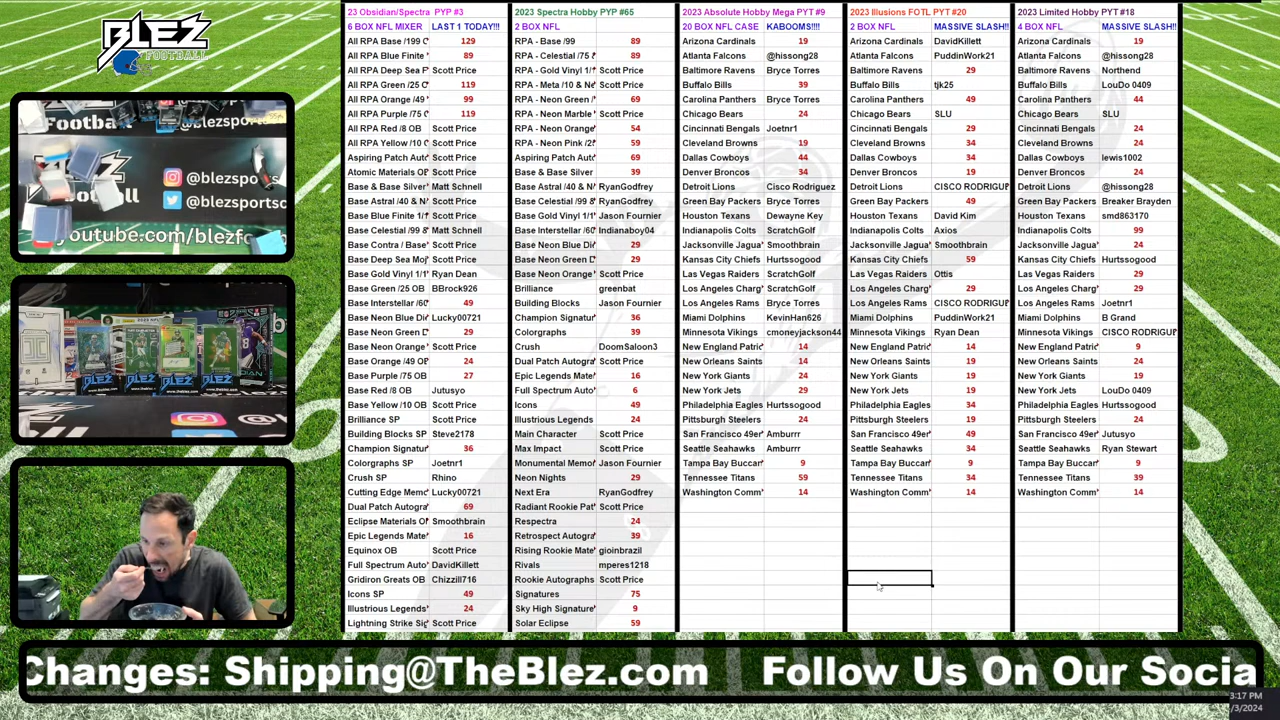 BLEZ
FOOTBALL
23 Obsidian/Spectra PYP #3
6 BOX NFL MIXER LAST 1 TODAY!!!
All RPA Base /199 129
All RPA Blue Finite 89
All RPA Deep Sea Scott Price
All RPA Green /25 119
All RPA Orange /49 99
All RPA Purple /75 119
All RPA Red /8 OB Scott Price
All RPA Yellow /10 Scott Price
Aspiring Patch Aut Scott Price
Atomic Materials OB Scott Price
Base & Base Silver Matt Schnell
Base Astral /40 & N Scott Price
Base Blue Finite 1/ Scott Price
Base Celestial /99 8 Matt Schnell
Base Contra / Base Scott Price
Base Deep Sea Moj Scott Price
Base Gold Vinyl 1/1 Ryan Dean
Base Green /25 OB BBrock926
Base Interstellar /60 49
Base Neon Blue Di Lucky00721
Base Neon Green D 29
Base Neon Orange Scott Price
Base Orange /49 OB 24
Base Purple /75 OB 27
Base Red /8 OB Jutusyo
Base Yellow /10 OB Scott Price
Brilliance SP Scott Price
Building Blocks SP Steve2178
Champion Signatur 36
Colorgraphs SP Joetnr1
Crush SP Rhino
Cutting Edge Memo Lucky00721
Dual Patch Autogra 69
Eclipse Materials O Smoothbrain
Epic Legends Mate 16
Equinox OB Scott Price
Full Spectrum Auto DavidKillett
Gridiron Greats OB Chizzill716
Icons SP 49
Illustrious Legends 24
Lightning Strike Sig Scott Price
2023 Spectra Hobby PYP #65
2 BOX NFL
RPA - Base /99 89
RPA - Celestial /75 89
RPA - Gold Vinyl 1/ Scott Price
RPA - Meta /10 & Ne Scott Price
RPA - Neon Green / 69
RPA - Neon Marble Scott Price
RPA - Neon Orange 54
RPA - Neon Pink /2 59
Aspiring Patch Aut 69
Base & Base Silver 39
Base Astral /40 & N RyanGodfrey
Base Celestial /99 8 RyanGodfrey
Base Gold Vinyl 1/1 Jason Fournier
Base Interstellar /60 Indianaboy04
Base Neon Blue Di 29
Base Neon Green D 29
Base Neon Orange Scott Price
Brilliance greenbat
Building Blocks Jason Fournier
Champion Signatur 36
Colorgraphs 39
Crush DoomSaloon3
Dual Patch Autogra Scott Price
Epic Legends Mate 16
Full Spectrum Auto 6
Icons 49
Illustrious Legends 24
Main Character Scott Price
Max Impact Scott Price
Monumental Memo Jason Fournier
Neon Nights 29
Next Era RyanGodfrey
Radiant Rookie Pat Scott Price
Respectra 24
Retrospect Autogra 39
Rising Rookie Mate gioinbrazil
Rivals mperes1218
Rookie Autographs Scott Price
Signatures 75
Sky High Signature 9
Solar Eclipse 59
2023 Absolute Hobby Mega PYT #9
20 BOX NFL CASE KABOOMS!!!!
Arizona Cardinals 19
Atlanta Falcons @hissong28
Baltimore Ravens Bryce Torres
Buffalo Bills 39
Carolina Panthers Bryce Torres
Chicago Bears 24
Cincinnati Bengals Joetnr1
Cleveland Browns 19
Dallas Cowboys 44
Denver Broncos 34
Detroit Lions Cisco Rodriguez
Green Bay Packers Bryce Torres
Houston Texans Dewayne Key
Indianapolis Colts ScratchGolf
Jacksonville Jagua Smoothbrain
Kansas City Chiefs Hurtssogood
Las Vegas Raiders ScratchGolf
Los Angeles Charg ScratchGolf
Los Angeles Rams Bryce Torres
Miami Dolphins KevinHan626
Minnesota Vikings cmoneyjackson44
New England Patric 14
New Orleans Saints 14
New York Giants 24
New York Jets 29
Philadelphia Eagles Hurtssogood
Pittsburgh Steelers 24
San Francisco 49er Amburrr
Seattle Seahawks Amburrr
Tampa Bay Buccan 9
Tennessee Titans 59
Washington Comm 14
2023 Illusions FOTL PYT #20
2 BOX NFL MASSIVE SLASH!!
Arizona Cardinals DavidKillett
Atlanta Falcons PuddinWork21
Baltimore Ravens 29
Buffalo Bills tjk25
Carolina Panthers 49
Chicago Bears SLU
Cincinnati Bengals 29
Cleveland Browns 34
Dallas Cowboys 34
Denver Broncos 19
Detroit Lions CISCO RODRIGU
Green Bay Packers 49
Houston Texans David Kim
Indianapolis Colts Axios
Jacksonville Jagua Smoothbrain
Kansas City Chiefs 59
Las Vegas Raiders Ottis
Los Angeles Charg 29
Los Angeles Rams CISCO RODRIGU
Miami Dolphins PuddinWork21
Minnesota Vikings Ryan Dean
New England Patric 14
New Orleans Saints 19
New York Giants 19
New York Jets 19
Philadelphia Eagles 34
Pittsburgh Steelers 19
San Francisco 49er 49
Seattle Seahawks 34
Tampa Bay Buccan 9
Tennessee Titans 34
Washington Comm 14
2023 Limited Hobby PYT #18
4 BOX NFL MASSIVE SLASH!!
Arizona Cardinals 19
Atlanta Falcons @hissong28
Baltimore Ravens Northend
Buffalo Bills LouDo 0409
Carolina Panthers 44
Chicago Bears SLU
Cincinnati Bengals 24
Cleveland Browns 24
Dallas Cowboys lewis1002
Denver Broncos 24
Detroit Lions @hissong28
Green Bay Packers Breaker Brayden
Houston Texans smd863170
Indianapolis Colts 99
Jacksonville Jagua 24
Kansas City Chiefs Hurtssogood
Las Vegas Raiders 29
Los Angeles Charg 29
Los Angeles Rams Joetnr1
Miami Dolphins B Grand
Minnesota Vikings CISCO RODRIGU
New England Patric 9
New Orleans Saints 24
New York Giants 24
New York Jets LouDo 0409
Philadelphia Eagles Hurtssogood
Pittsburgh Steelers 24
San Francisco 49er Jutusyo
Seattle Seahawks Ryan Stewart
Tampa Bay Buccan 9
Tennessee Titans 39
Washington Comm 14
Football
@blezsports
@blezsportsc
youtube.com/blezfo
Changes: Shipping@TheBlez.com Follow Us On Our Socia
3:17 PM
/3/2024